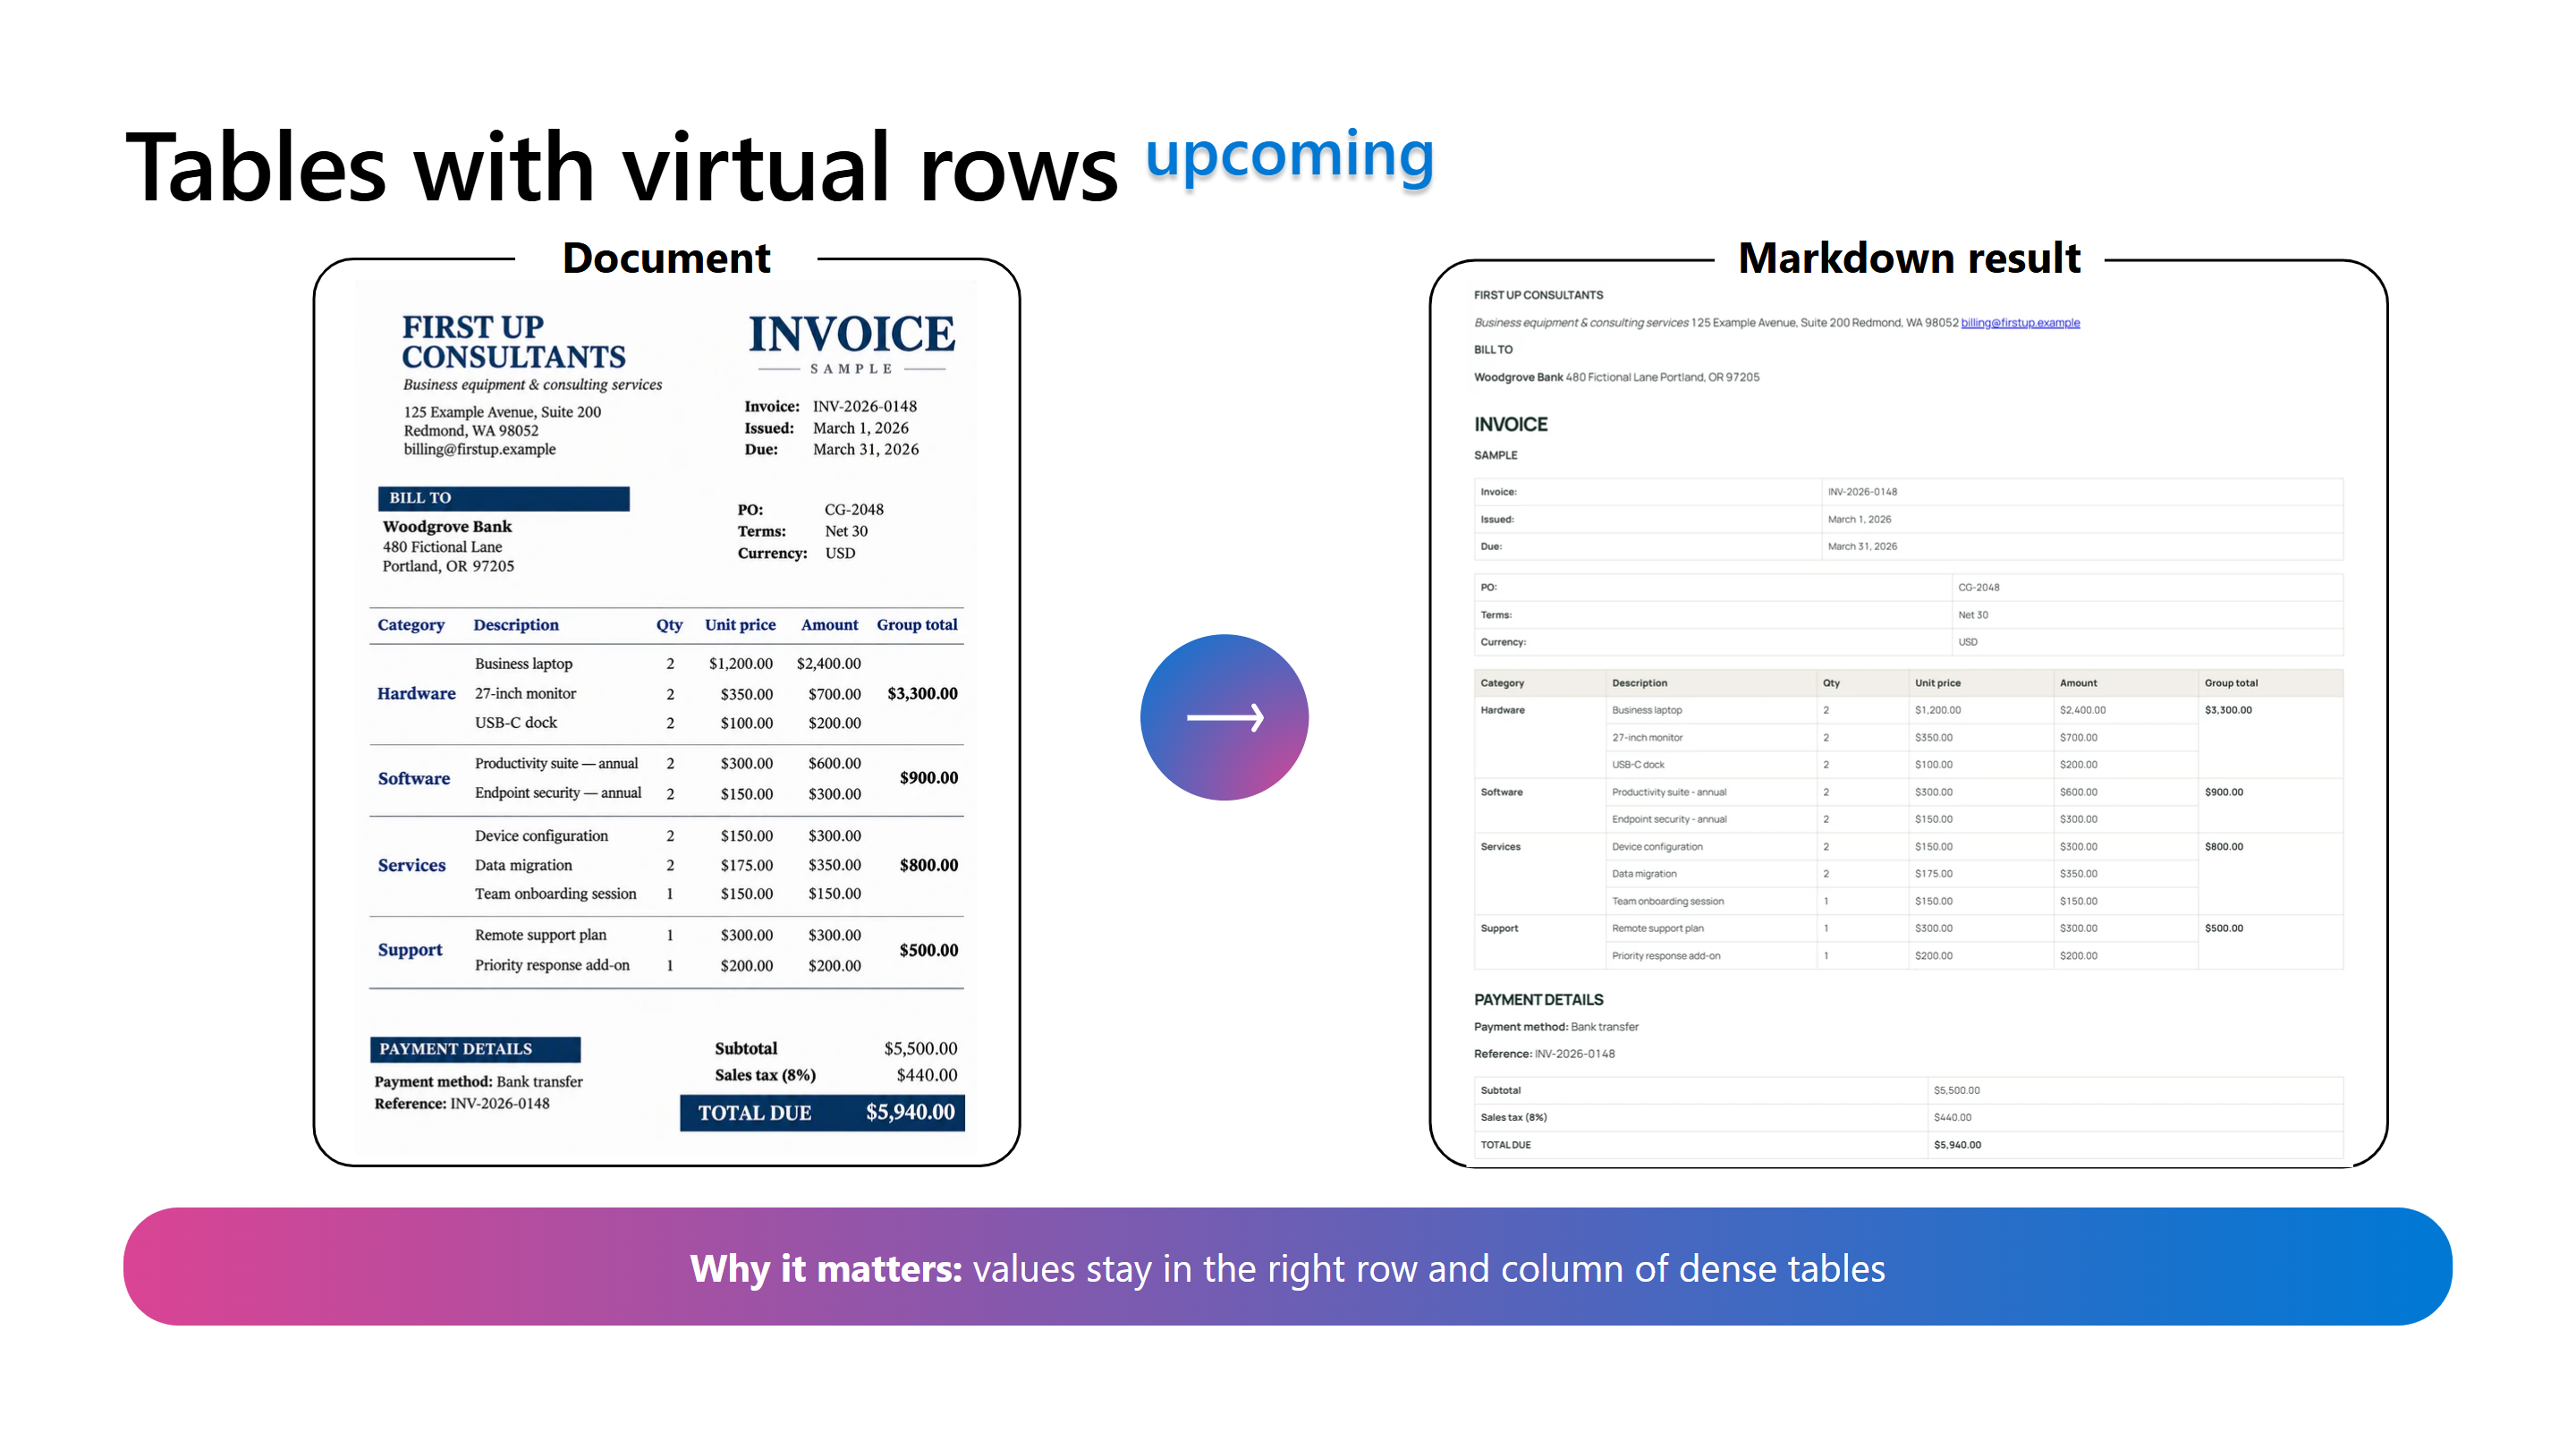 Tables with virtual rows upcoming
Document
FIRST UP
CONSULTANTS
Business equipment & consulting services
125 Example Avenue, Suite 200
Redmond, WA 98052
billing@firstup.example
INVOICE
SAMPLE
Invoice: INV-2026-0148
Issued: March 1, 2026
Due: March 31, 2026
BILL TO
Woodgrove Bank
480 Fictional Lane
Portland, OR 97205
PO: CG-2048
Terms: Net 30
Currency: USD
Category Description Qty Unit price Amount Group total
Business laptop 2 $1,200.00 $2,400.00
Hardware 27-inch monitor 2 $350.00 $700.00 $3,300.00
USB-C dock 2 $100.00 $200.00
Productivity suite — annual 2 $300.00 $600.00
Software $900.00
Endpoint security — annual 2 $150.00 $300.00
Device configuration 2 $150.00 $300.00
Services Data migration 2 $175.00 $350.00 $800.00
Team onboarding session 1 $150.00 $150.00
Remote support plan 1 $300.00 $300.00
Support $500.00
Priority response add-on 1 $200.00 $200.00
PAYMENT DETAILS
Payment method: Bank transfer
Reference: INV-2026-0148
Subtotal $5,500.00
Sales tax (8%) $440.00
TOTAL DUE $5,940.00
Markdown result
FIRST UP CONSULTANTS
Business equipment & consulting services 125 Example Avenue, Suite 200 Redmond, WA 98052 billing@firstup.example
BILL TO
Woodgrove Bank 480 Fictional Lane Portland, OR 97205
INVOICE
SAMPLE
Invoice: INV-2026-0148
Issued: March 1, 2026
Due: March 31, 2026
PO: CG-2048
Terms: Net 30
Currency: USD
Category Description Qty Unit price Amount Group total
Hardware Business laptop 2 $1,200.00 $2,400.00 $3,300.00
27-inch monitor 2 $350.00 $700.00
USB-C dock 2 $100.00 $200.00
Software Productivity suite - annual 2 $300.00 $600.00 $900.00
Endpoint security - annual 2 $150.00 $300.00
Services Device configuration 2 $150.00 $300.00 $800.00
Data migration 2 $175.00 $350.00
Team onboarding session 1 $150.00 $150.00
Support Remote support plan 1 $300.00 $300.00 $500.00
Priority response add-on 1 $200.00 $200.00
PAYMENT DETAILS
Payment method: Bank transfer
Reference: INV-2026-0148
Subtotal $5,500.00
Sales tax (8%) $440.00
TOTAL DUE $5,940.00
Why it matters: values stay in the right row and column of dense tables